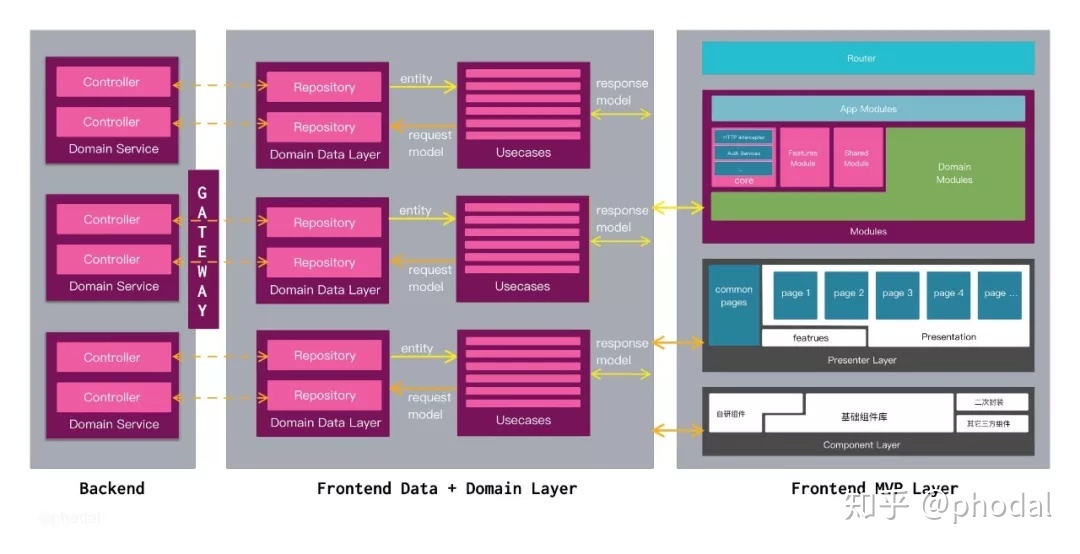 Controller
Controller
Domain Service
Controller
Controller
Domain Service
Controller
Controller
Domain Service
GATEWAY
Repository
Repository
Domain Data Layer
entity
request
model
Usecases
response
model
Repository
Repository
Domain Data Layer
entity
request
model
Usecases
response
model
Repository
Repository
Domain Data Layer
entity
request
model
Usecases
response
model
Router
App Modules
HTTP Interceptor
Auth Services
...
core
Features
Module
Shared
Module
Domain
Modules
Modules
common
pages
page 1
page 2
page 3
page 4
page ...
featrues
Presentation
Presenter Layer
自研组件
基础组件库
二次封装
其它三方组件
Component Layer
Backend
Frontend Data + Domain Layer
Frontend MVP Layer
@phodal
知乎 @phodal